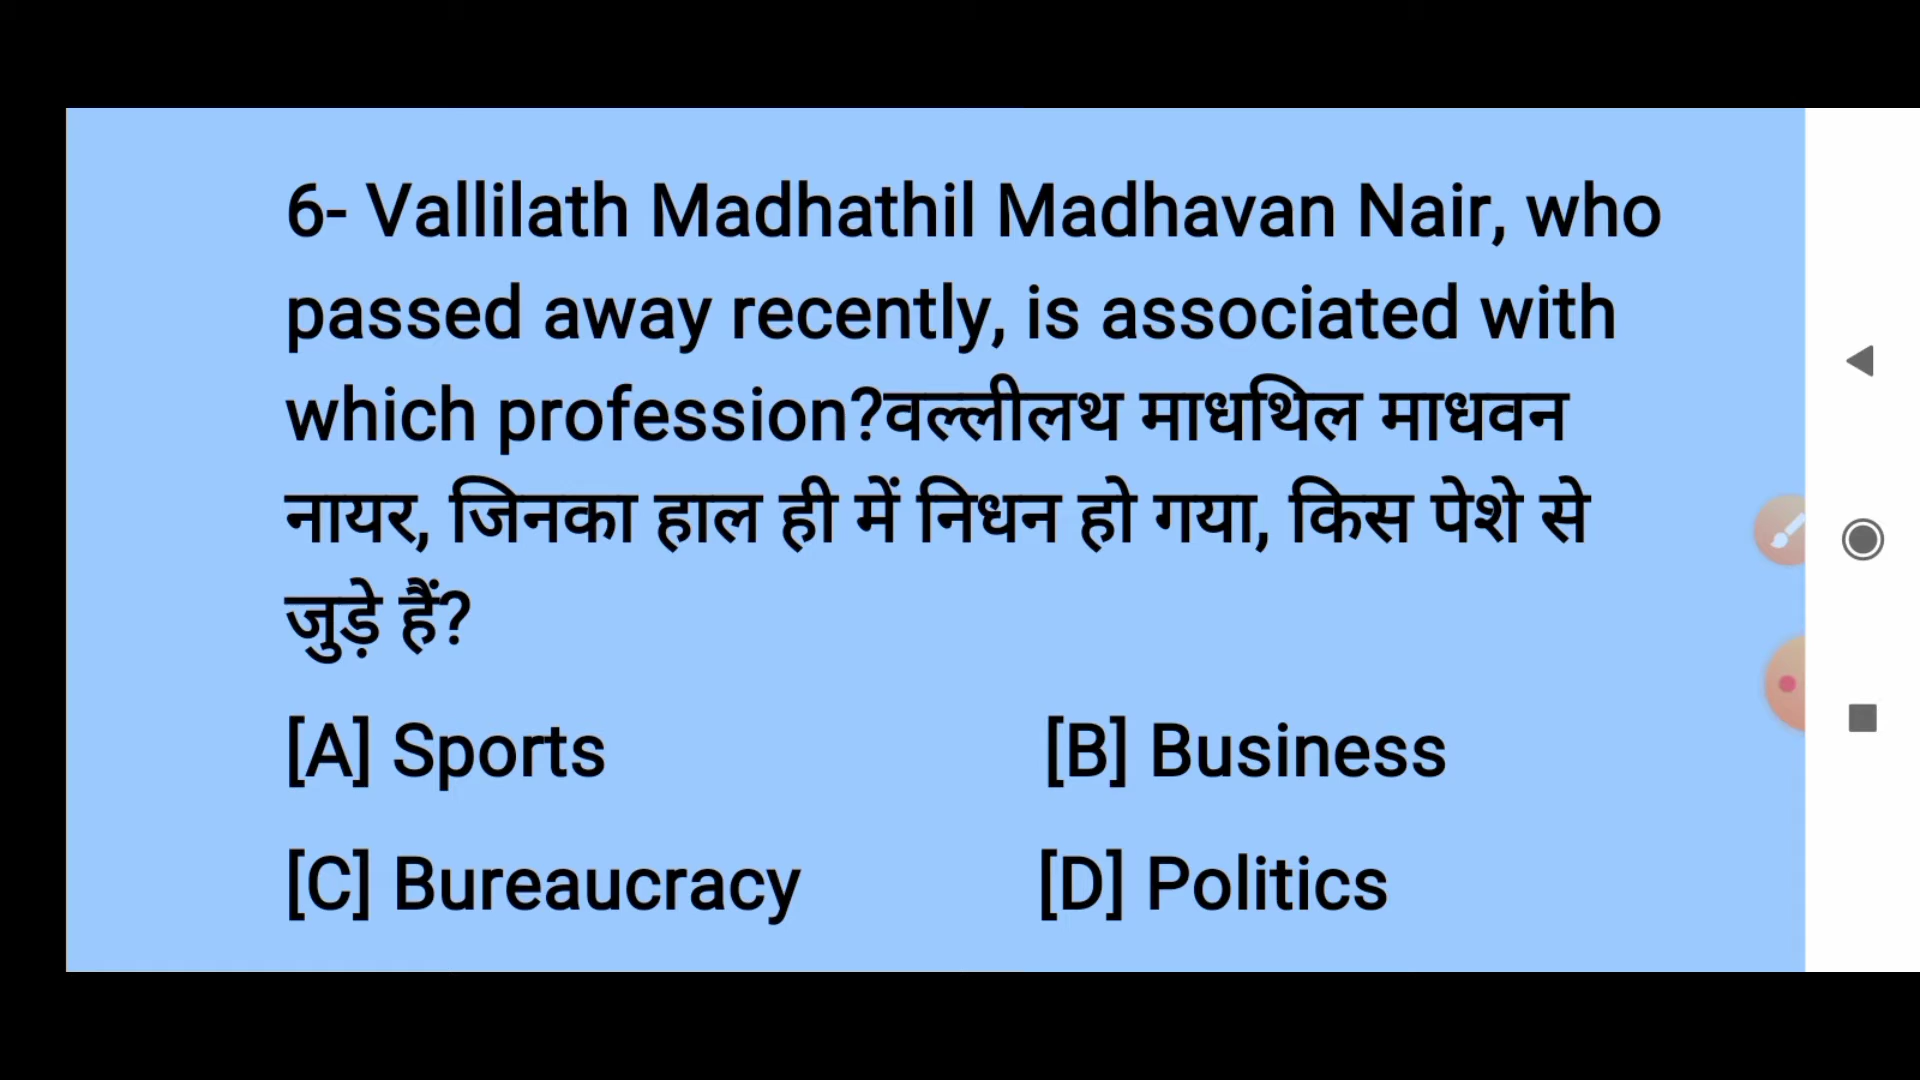 6- Vallilath Madhathil Madhavan Nair, who
passed away recently, is associated with
which profession?वल्लीलथ माधथिल माधवन
नायर, जिनका हाल ही में निधन हो गया, किस पेशे से
जुड़े हैं?
[A] Sports [B] Business
[C] Bureaucracy [D] Politics